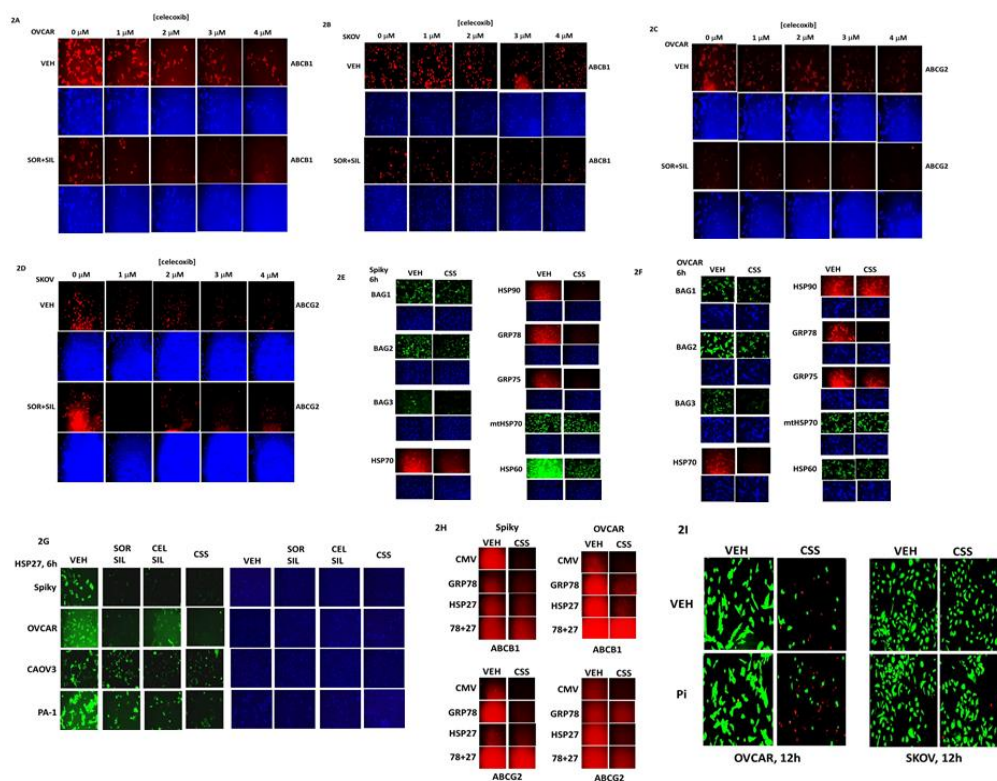 2A
[celecoxib]
OVCAR 0 µM 1 µM 2 µM 3 µM 4 µM
VEH ABCB1
SOR+SIL ABCB1
2B
[celecoxib]
SKOV 0 µM 1 µM 2 µM 3 µM 4 µM
VEH ABCB1
SOR+SIL ABCB1
2C
[celecoxib]
OVCAR 0 µM 1 µM 2 µM 3 µM 4 µM
VEH ABCG2
SOR+SIL ABCG2
2D
[celecoxib]
SKOV 0 µM 1 µM 2 µM 3 µM 4 µM
VEH ABCG2
SOR+SIL ABCG2
2E
Spiky
6h VEH CSS
BAG1
BAG2
BAG3
HSP70
VEH CSS
HSP90
GRP78
GRP75
mtHSP70
HSP60
2F
OVCAR
6h VEH CSS
BAG1
BAG2
BAG3
HSP70
VEH CSS
HSP90
GRP78
GRP75
mtHSP70
HSP60
2G
HSP27, 6h
VEH SOR SIL CEL SIL CSS VEH SOR SIL CEL SIL CSS
Spiky
OVCAR
CAOV3
PA-1
2H
Spiky
VEH CSS
CMV
GRP78
HSP27
78+27
ABCB1
OVCAR
VEH CSS
CMV
GRP78
HSP27
78+27
ABCB1
VEH CSS
CMV
GRP78
HSP27
78+27
ABCG2
VEH CSS
CMV
GRP78
HSP27
78+27
ABCG2
2I
VEH CSS VEH CSS
VEH
Pi
OVCAR, 12h SKOV, 12h